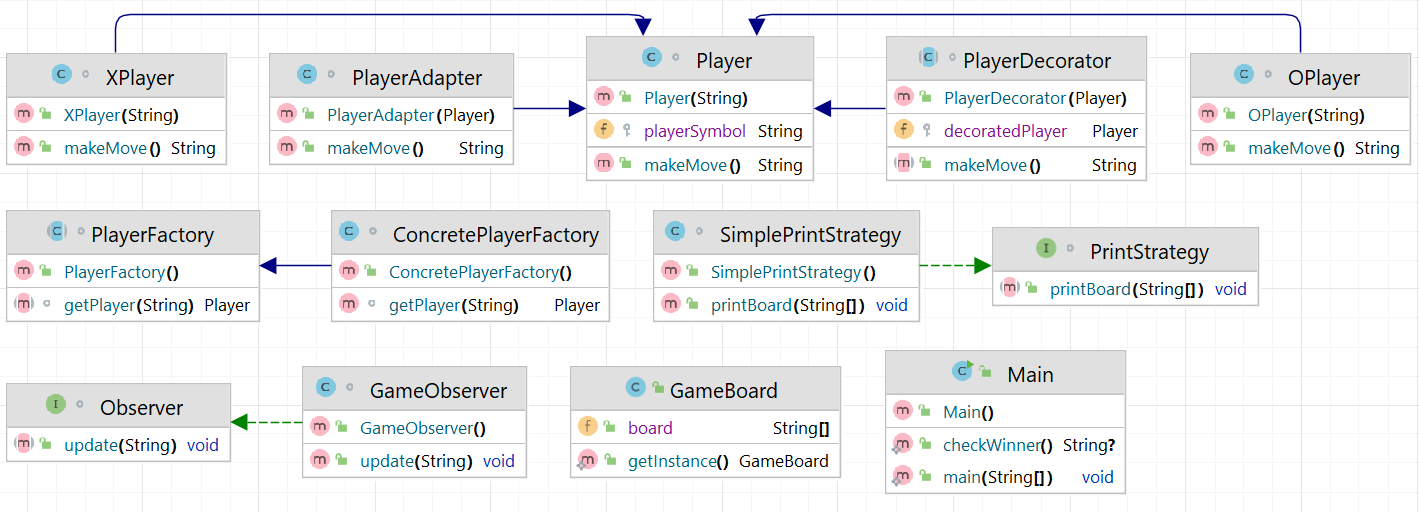 XPlayer
XPlayer(String)
makeMove() String
PlayerAdapter
PlayerAdapter(Player)
makeMove() String
Player
Player(String)
playerSymbol String
makeMove() String
PlayerDecorator
PlayerDecorator(Player)
decoratedPlayer Player
makeMove() String
OPlayer
OPlayer(String)
makeMove() String
PlayerFactory
PlayerFactory()
getPlayer(String) Player
ConcretePlayerFactory
ConcretePlayerFactory()
getPlayer(String) Player
SimplePrintStrategy
SimplePrintStrategy()
printBoard(String[]) void
PrintStrategy
printBoard(String[]) void
Observer
update(String) void
GameObserver
GameObserver()
update(String) void
GameBoard
board String[]
getInstance() GameBoard
Main
Main()
checkWinner() String?
main(String[]) void